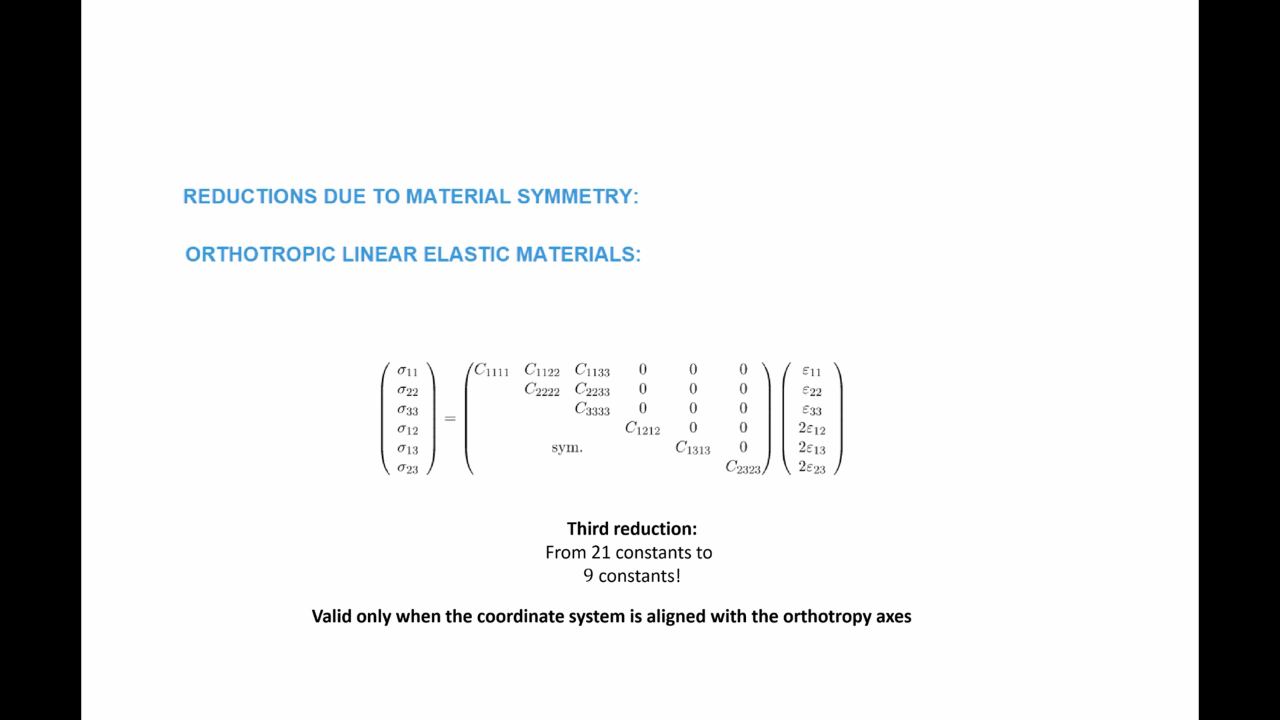 REDUCTIONS DUE TO MATERIAL SYMMETRY:
ORTHOTROPIC LINEAR ELASTIC MATERIALS:
σ11 C1111 C1122 C1133 0 0 0 ε11
σ22 C2222 C2233 0 0 0 ε22
σ33 C3333 0 0 0 ε33
=
σ12 C1212 0 0 2ε12
σ13 sym. C1313 0 2ε13
σ23 C2323 2ε23
Third reduction:
From 21 constants to
9 constants!
Valid only when the coordinate system is aligned with the orthotropy axes